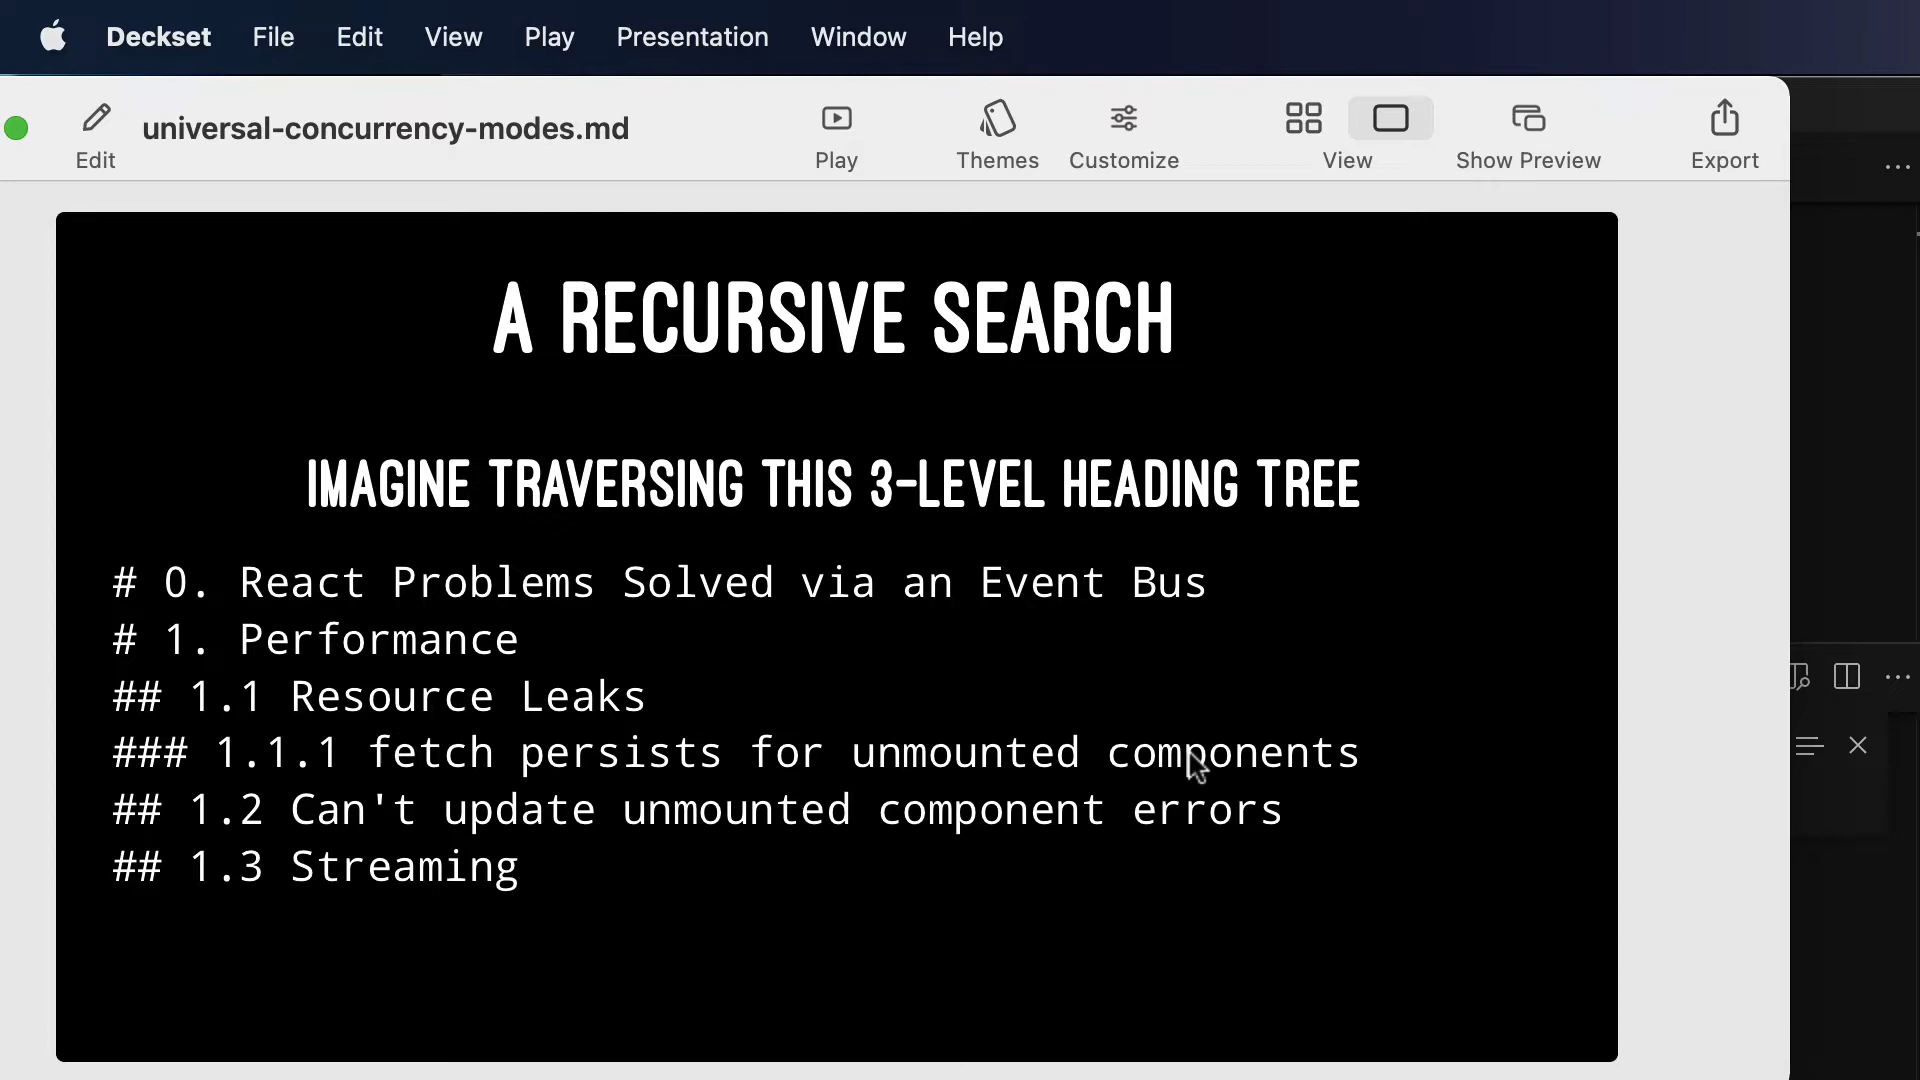 Deckset File Edit View Play Presentation Window Help
universal-concurrency-modes.md
Edit Play Themes Customize View Show Preview Export
A RECURSIVE SEARCH
IMAGINE TRAVERSING THIS 3-LEVEL HEADING TREE
# 0. React Problems Solved via an Event Bus
# 1. Performance
## 1.1 Resource Leaks
### 1.1.1 fetch persists for unmounted components
## 1.2 Can't update unmounted component errors
## 1.3 Streaming